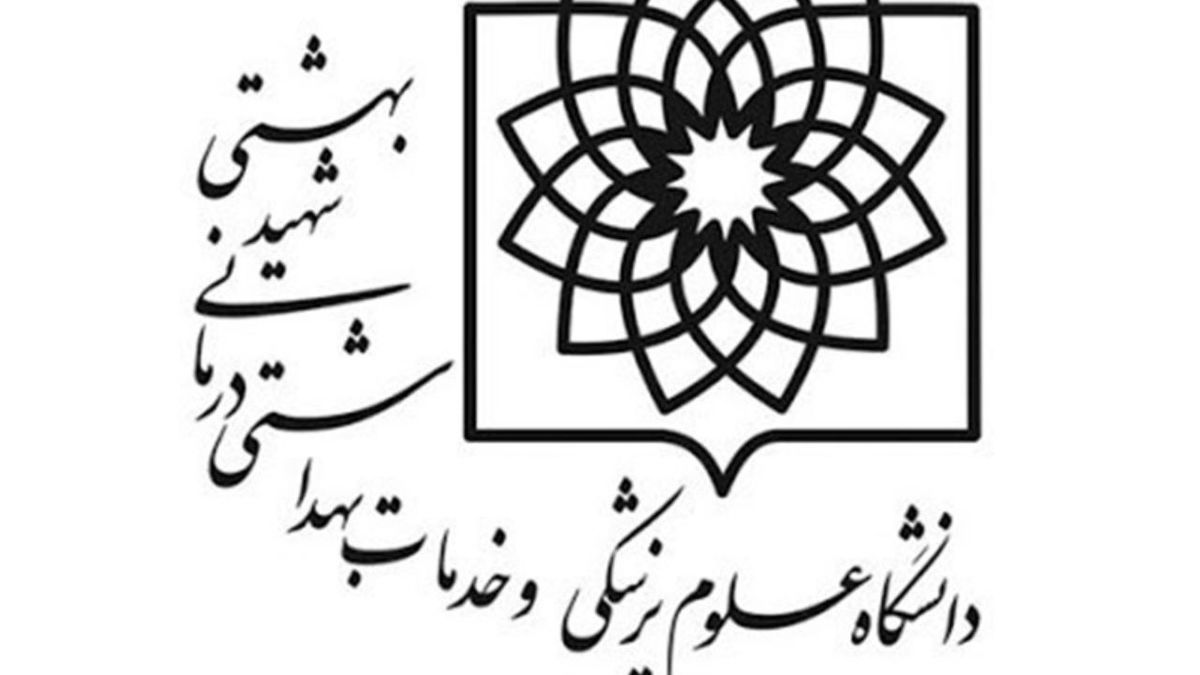 دانشگاه علوم پزشکی و خدمات بهداشتی درمانی
شهید
بهشتی